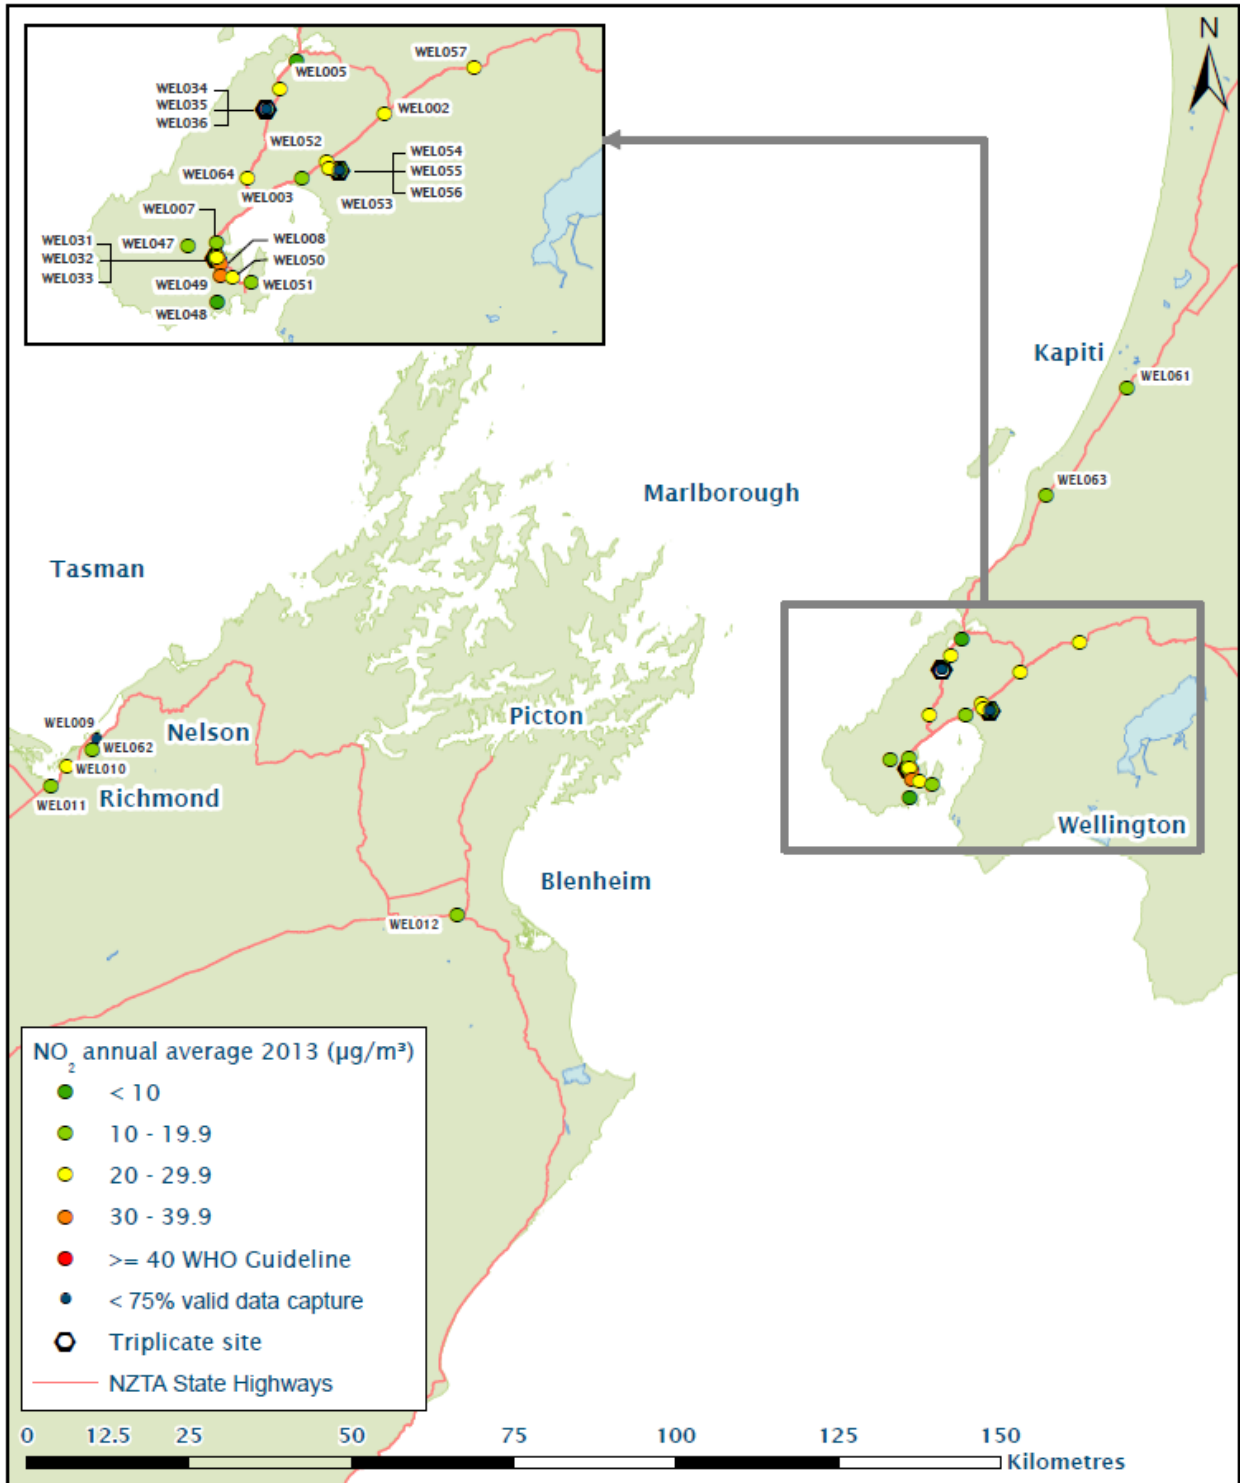 N
WEL057
WEL005
WEL034
WEL035
WEL036
WEL002
WEL052
WEL054
WEL055
WEL056
WEL064
WEL003
WEL053
WEL007
WEL031
WEL032
WEL033
WEL047
WEL008
WEL050
WEL049
WEL051
WEL048
Kapiti
WEL061
WEL063
Marlborough
Tasman
WEL009
Nelson
WEL062
WEL010
WEL011
Richmond
Picton
Wellington
Blenheim
WEL012
NO₂ annual average 2013 (µg/m³)
< 10
10 - 19.9
20 - 29.9
30 - 39.9
>= 40 WHO Guideline
< 75% valid data capture
Triplicate site
NZTA State Highways
0 12.5 25 50 75 100 125 150
Kilometres